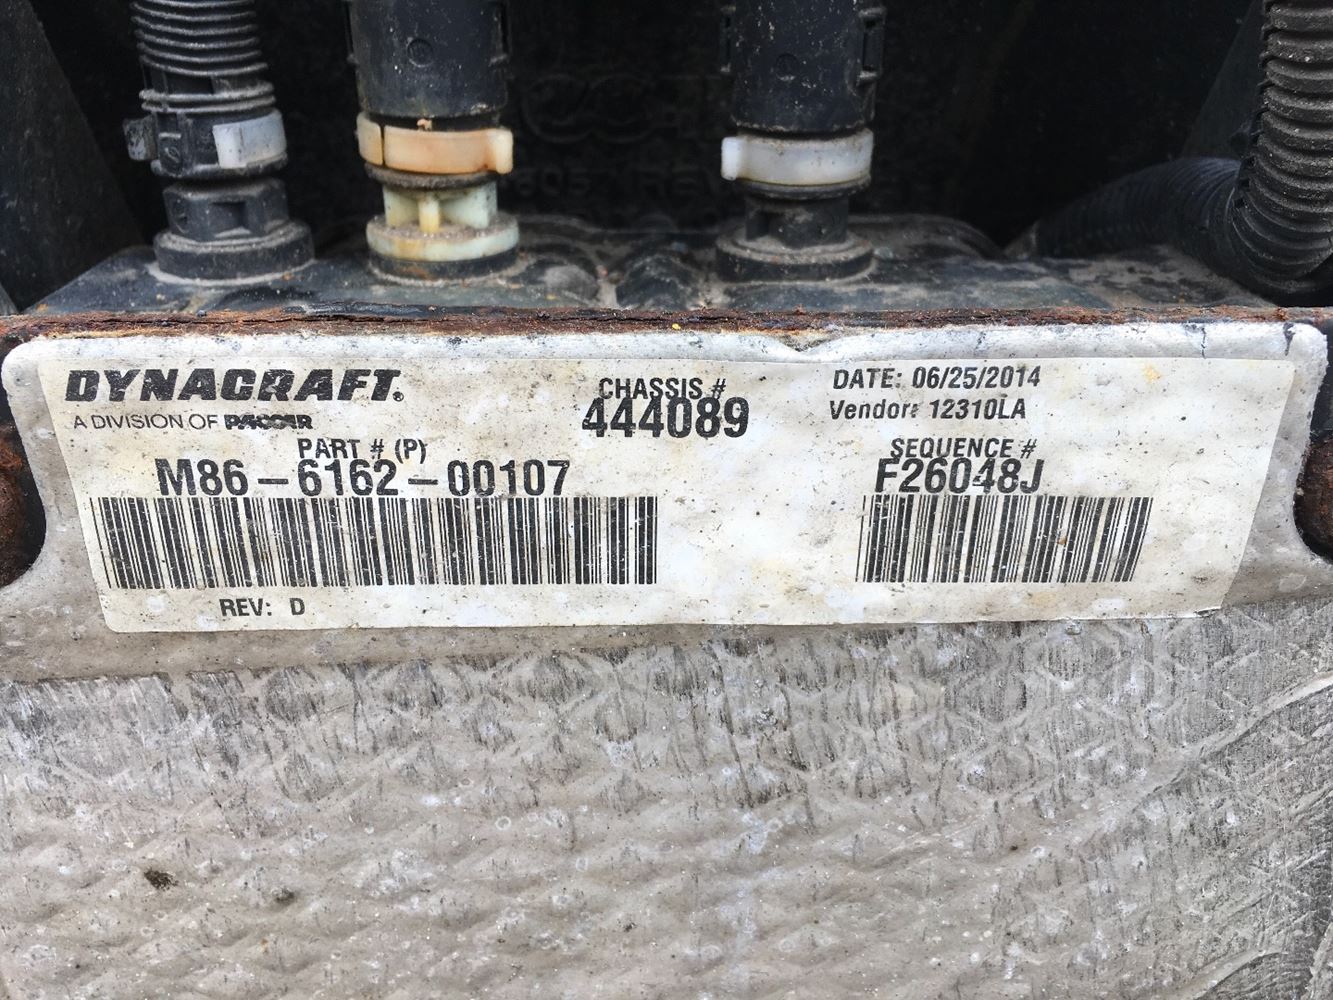 DYNACRAFT®
A DIVISION OF PACCAR
CHASSIS #
444089
DATE: 06/25/2014
Vendor: 12310LA
PART # (P)
M86-6162-00107
SEQUENCE #
F26048J
REV: D